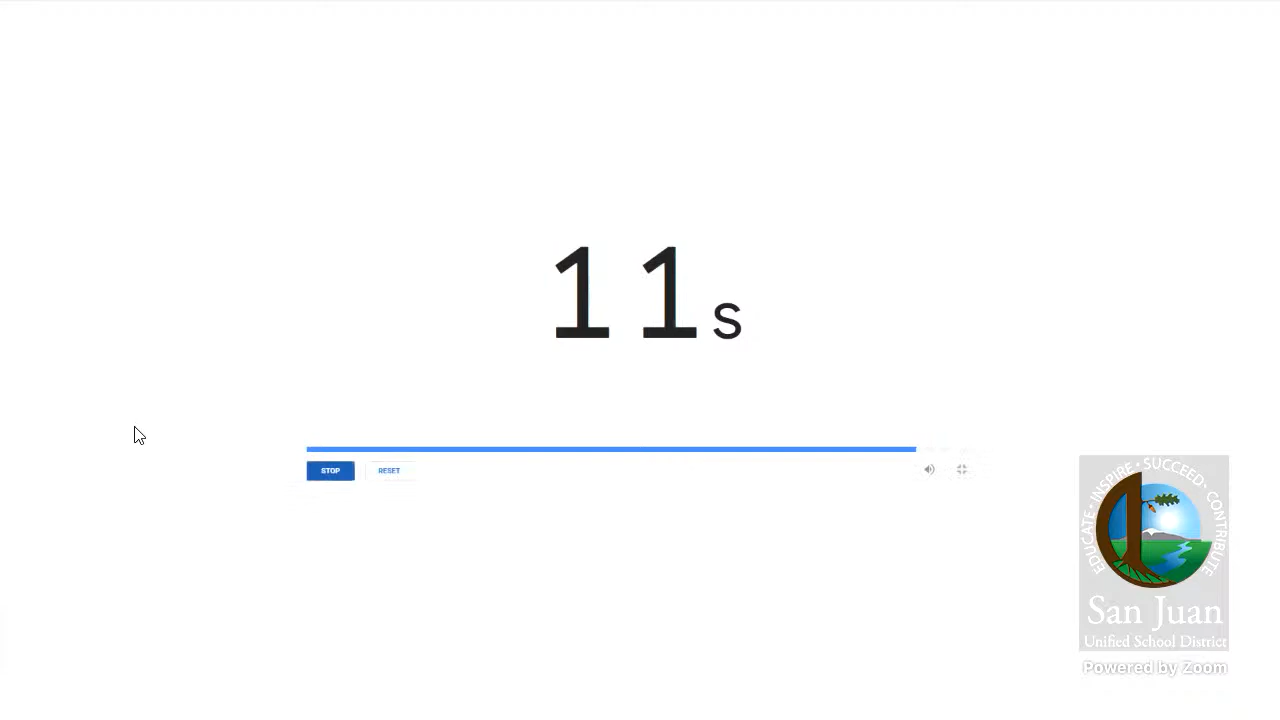 11s
STOP RESET
EDUCATE · INSPIRE · SUCCEED · CONTRIBUTE
San Juan
Unified School District
Powered by Zoom